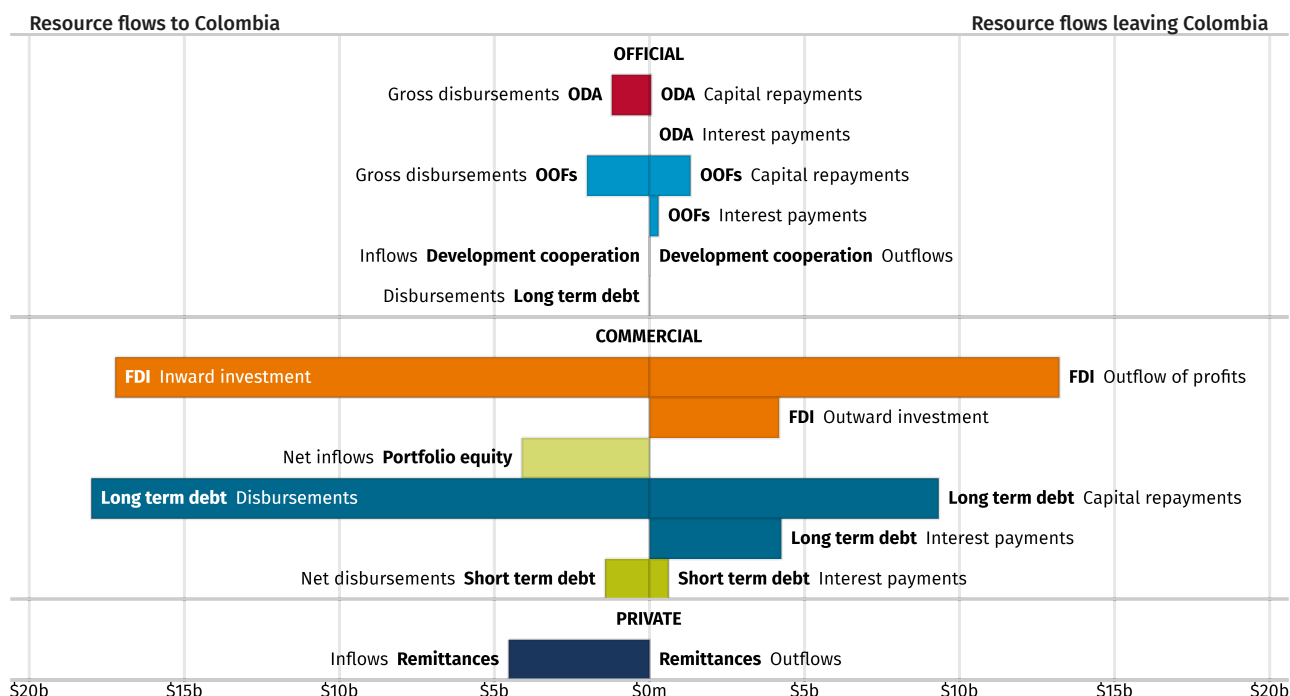 Resource flows to Colombia Resource flows leaving Colombia
OFFICIAL
Gross disbursements ODA ODA Capital repayments
ODA Interest payments
Gross disbursements OOFs OOFs Capital repayments
OOFs Interest payments
Inflows Development cooperation Development cooperation Outflows
Disbursements Long term debt
COMMERCIAL
FDI Inward investment FDI Outflow of profits
FDI Outward investment
Net inflows Portfolio equity
Long term debt Disbursements Long term debt Capital repayments
Long term debt Interest payments
Net disbursements Short term debt Short term debt Interest payments
PRIVATE
Inflows Remittances Remittances Outflows
$20b $15b $10b $5b $0m $5b $10b $15b $20b